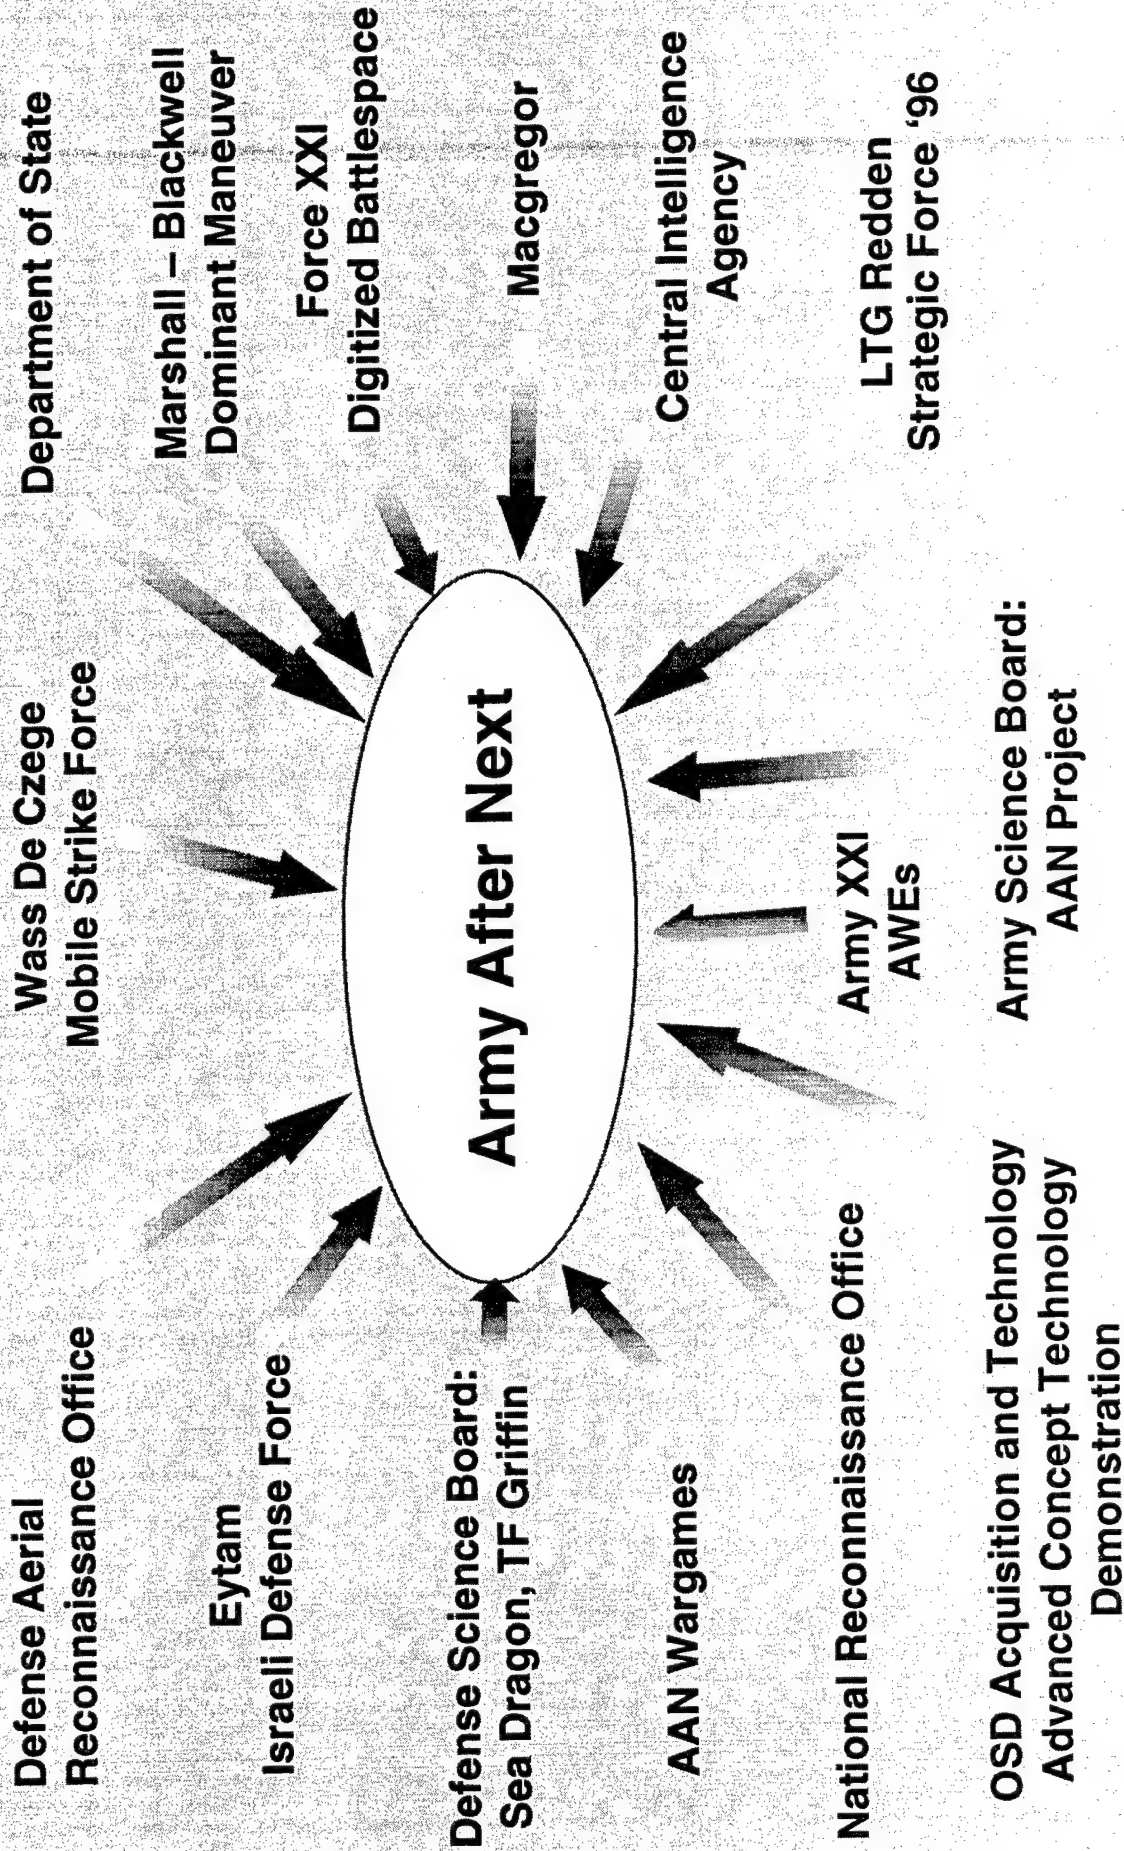 Defense Aerial
Reconnaissance Office
Wass De Czege
Mobile Strike Force
Department of State
Marshall – Blackwell
Dominant Maneuver
Eytam
Israeli Defense Force
Force XXI
Digitized Battlespace
Defense Science Board:
Sea Dragon, TF Griffin
Army After Next
Macgregor
AAN Wargames
Central Intelligence
Agency
National Reconnaissance Office
Army XXI
AWEs
LTG Redden
Strategic Force ‘96
OSD Acquisition and Technology
Advanced Concept Technology
Demonstration
Army Science Board:
AAN Project